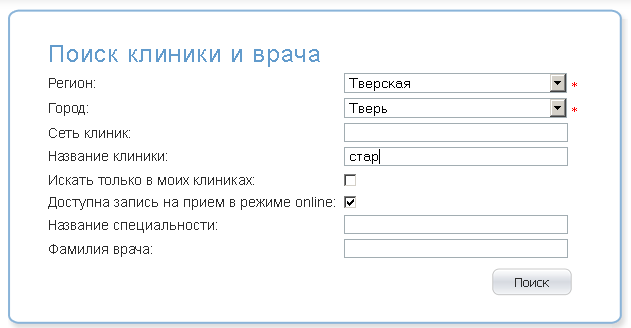 Поиск клиники и врача
Регион: Тверская *
Город: Тверь *
Сеть клиник:
Название клиники: стар
Искать только в моих клиниках:
Доступна запись на прием в режиме online:
Название специальности:
Фамилия врача:
Поиск